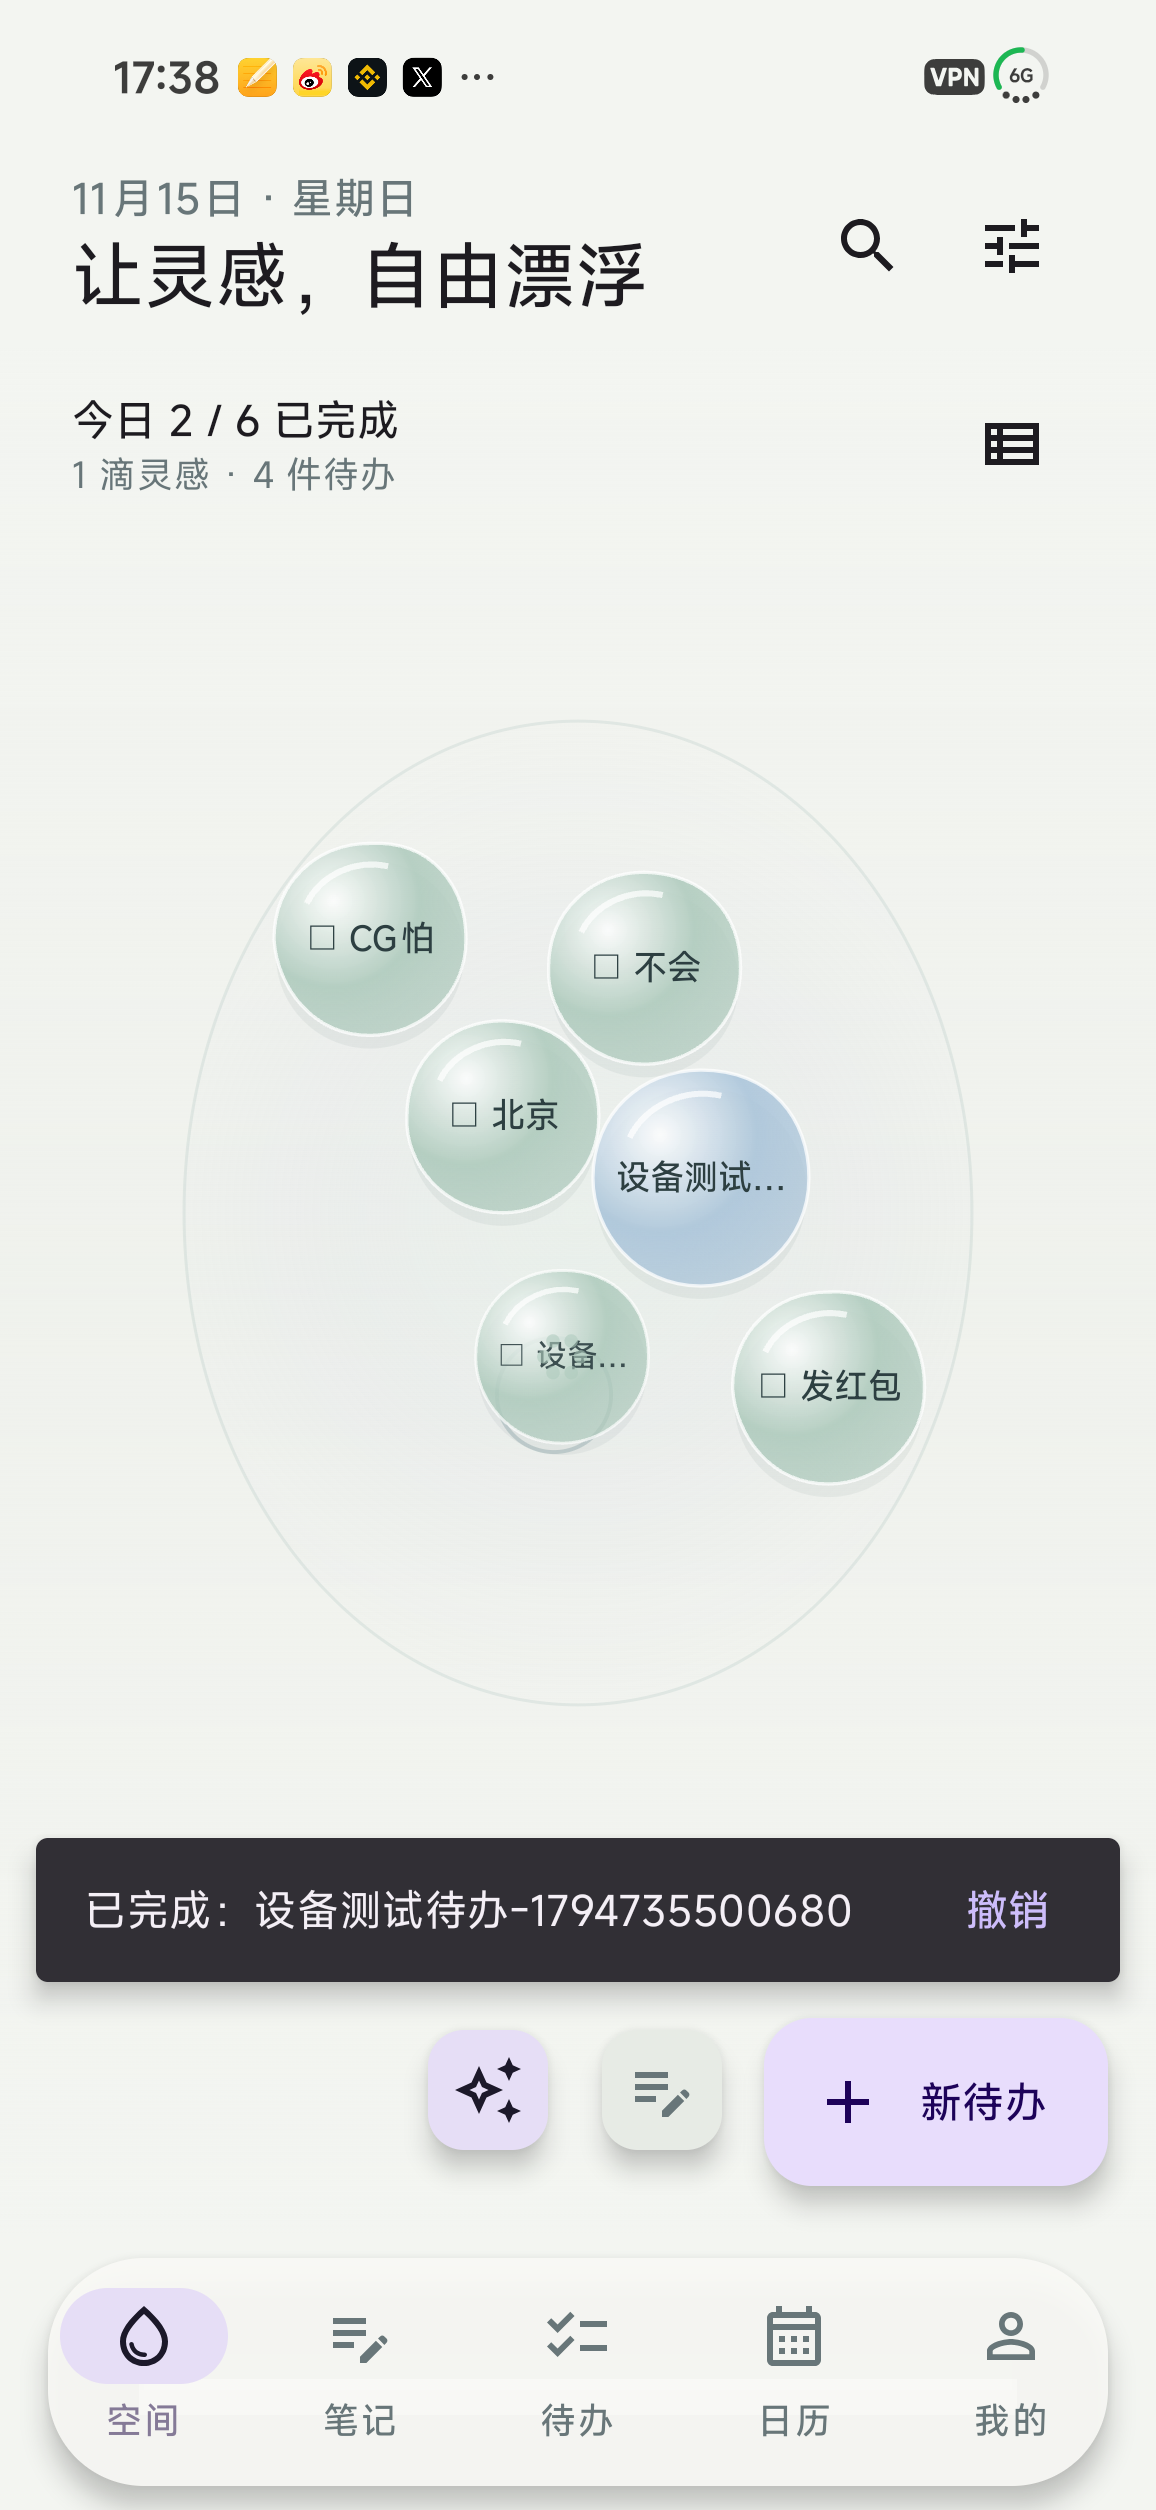 17:38
VPN 6G
11月15日 · 星期日
让灵感，自由漂浮
今日 2 / 6 已完成
1 滴灵感 · 4 件待办
CG怕
不会
北京
设备测试...
设备...
发红包
已完成：设备测试待办-1794735500680 撤销
新待办
空间 笔记 待办 日历 我的